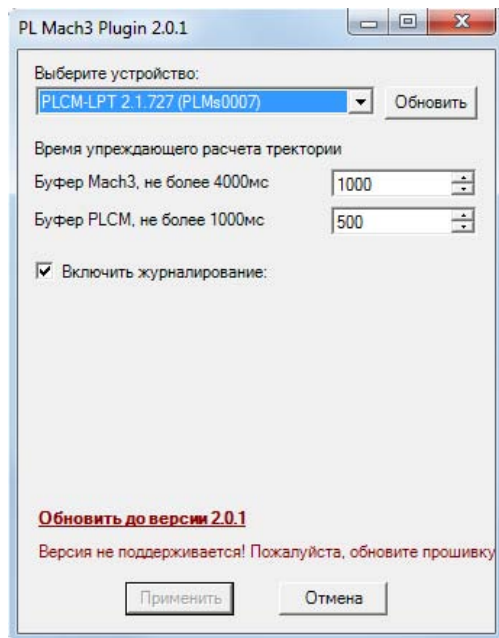 PL Mach3 Plugin 2.0.1
Выберите устройство:
PLCM-LPT 2.1.727 (PLMs0007)
Обновить
Время упреждающего расчета тректории
Буфер Mach3, не более 4000мс
1000
Буфер PLCM, не более 1000мс
500
Включить журналирование:
Обновить до версии 2.0.1
Версия не поддерживается! Пожалуйста, обновите прошивку
Применить
Отмена